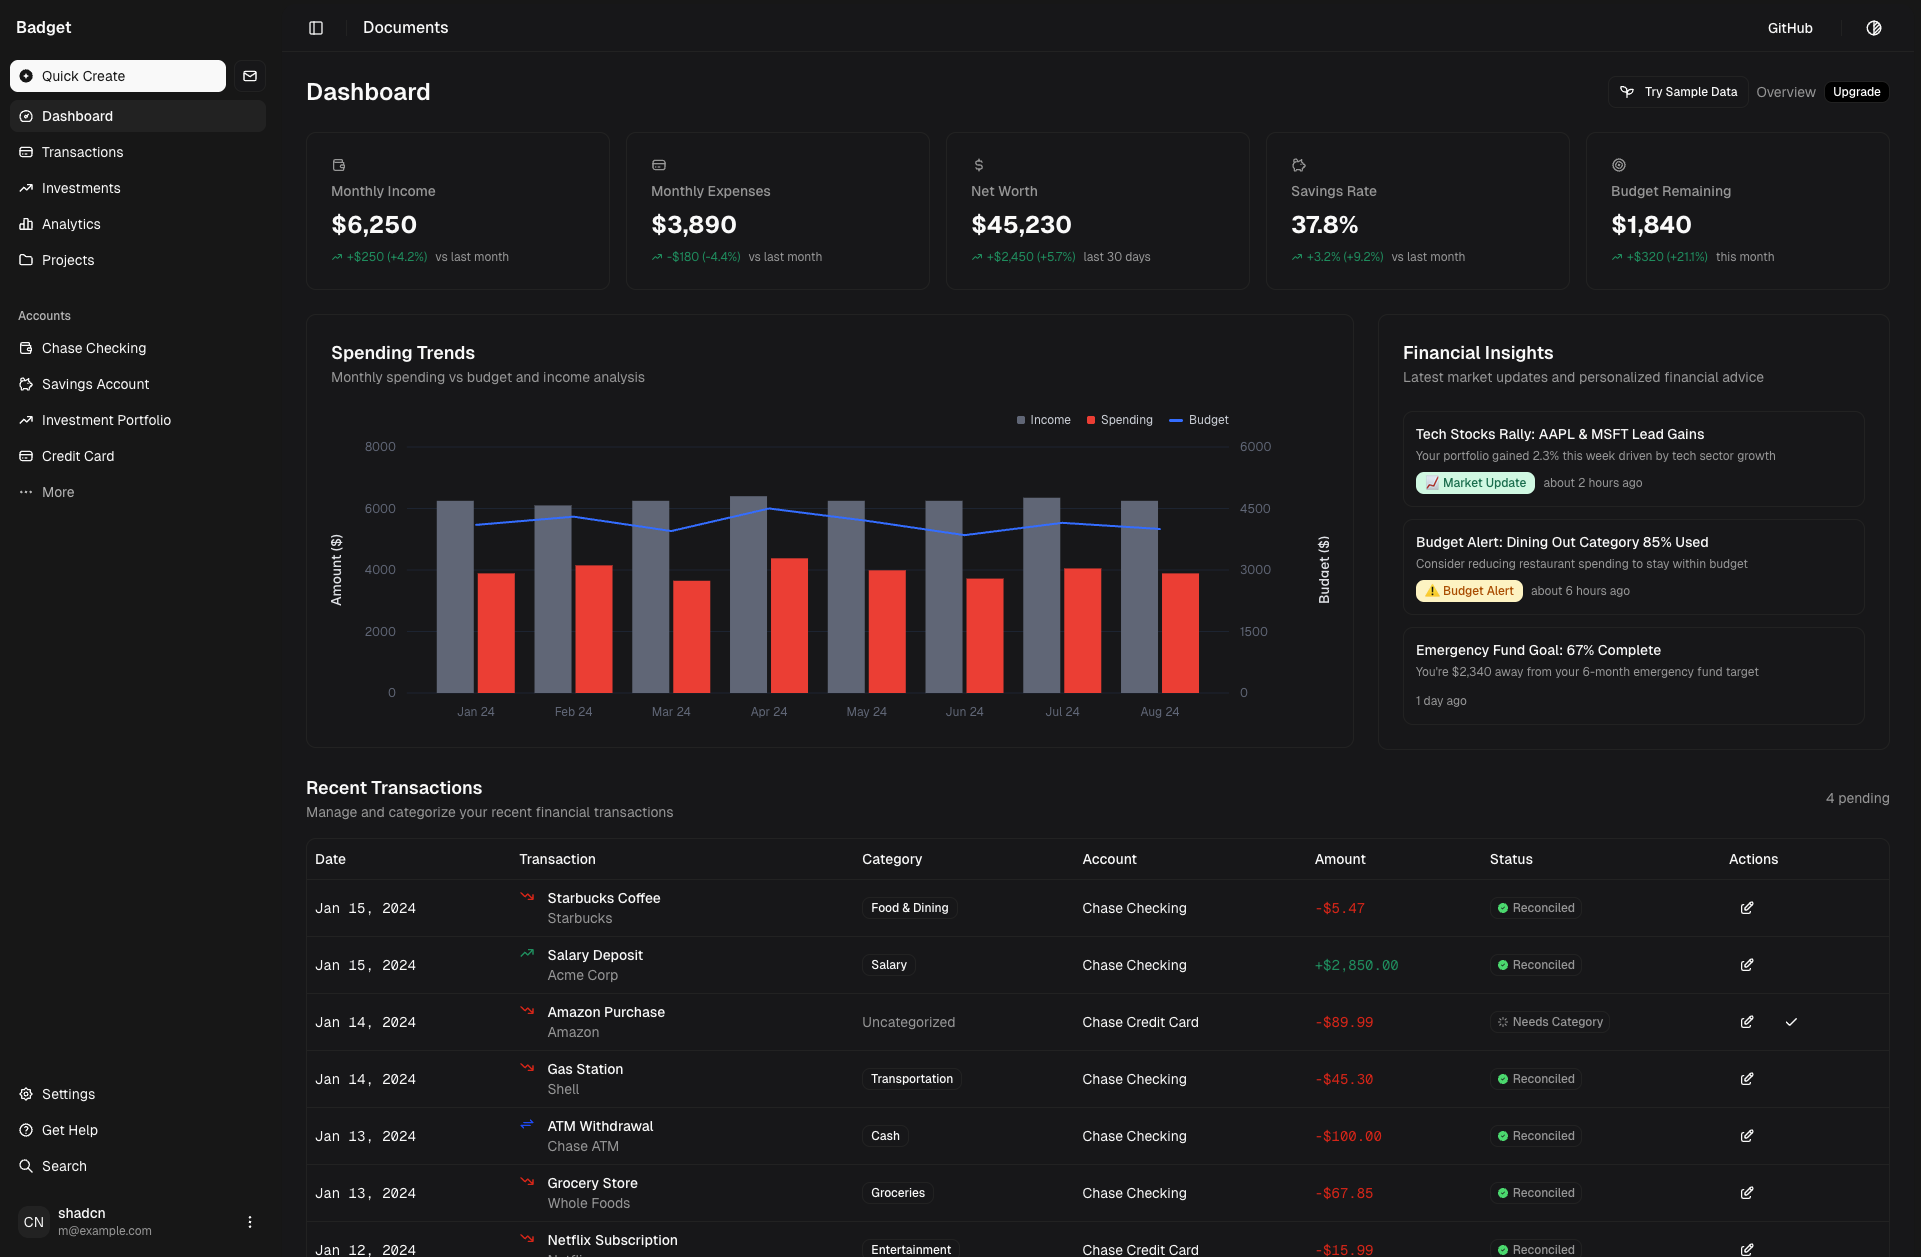 Badget
Quick Create
Dashboard
Transactions
Investments
Analytics
Projects
Accounts
Chase Checking
Savings Account
Investment Portfolio
Credit Card
More
Settings
Get Help
Search
CN
shadcn
m@example.com
Documents
GitHub
Dashboard
Try Sample Data
Overview
Upgrade
Monthly Income
$6,250
+$250 (+4.2%) vs last month
Monthly Expenses
$3,890
-$180 (-4.4%) vs last month
Net Worth
$45,230
+$2,450 (+5.7%) last 30 days
Savings Rate
37.8%
+3.2% (+9.2%) vs last month
Budget Remaining
$1,840
+$320 (+21.1%) this month
Spending Trends
Monthly spending vs budget and income analysis
Income Spending Budget
Amount ($)
8000
6000
4000
2000
0
6000
4500
3000
1500
0
Budget ($)
Jan 24 Feb 24 Mar 24 Apr 24 May 24 Jun 24 Jul 24 Aug 24
Financial Insights
Latest market updates and personalized financial advice
Tech Stocks Rally: AAPL & MSFT Lead Gains
Your portfolio gained 2.3% this week driven by tech sector growth
Market Update about 2 hours ago
Budget Alert: Dining Out Category 85% Used
Consider reducing restaurant spending to stay within budget
Budget Alert about 6 hours ago
Emergency Fund Goal: 67% Complete
You're $2,340 away from your 6-month emergency fund target
1 day ago
Recent Transactions
Manage and categorize your recent financial transactions
4 pending
Date Transaction Category Account Amount Status Actions
Jan 15, 2024 Starbucks Coffee Food & Dining Chase Checking -$5.47 Reconciled
Starbucks
Jan 15, 2024 Salary Deposit Salary Chase Checking +$2,850.00 Reconciled
Acme Corp
Jan 14, 2024 Amazon Purchase Uncategorized Chase Credit Card -$89.99 Needs Category
Amazon
Jan 14, 2024 Gas Station Transportation Chase Checking -$45.30 Reconciled
Shell
Jan 13, 2024 ATM Withdrawal Cash Chase Checking -$100.00 Reconciled
Chase ATM
Jan 13, 2024 Grocery Store Groceries Chase Checking -$67.85 Reconciled
Whole Foods
Jan 12, 2024 Netflix Subscription Entertainment Chase Credit Card -$15.99 Reconciled